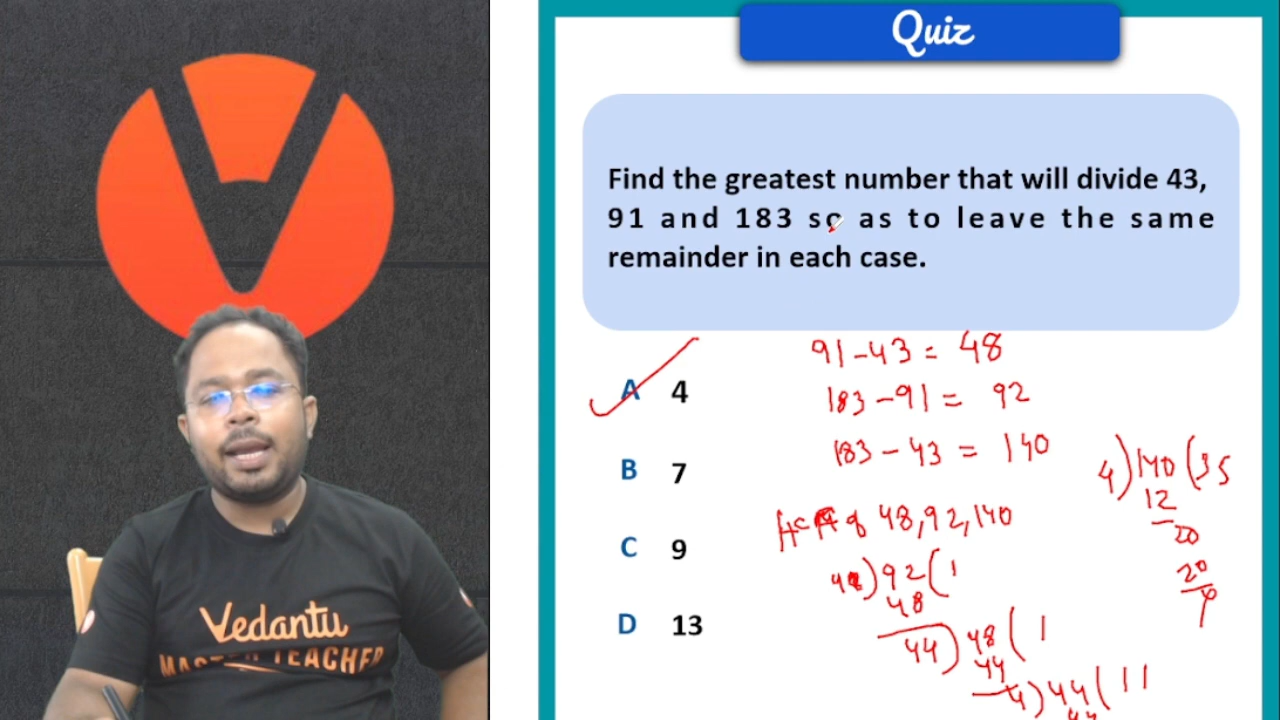 Quiz
Find the greatest number that will divide 43,
91 and 183 so as to leave the same
remainder in each case.
91-43 = 48
A 4
183-91 = 92
183-43 = 140
B 7
4)140(35
12
20
20
48,92,140
C 9
48)92(1
48
D 13
44)48(1
44
4)44(11
44
Vedantu
MASTER TEACHER